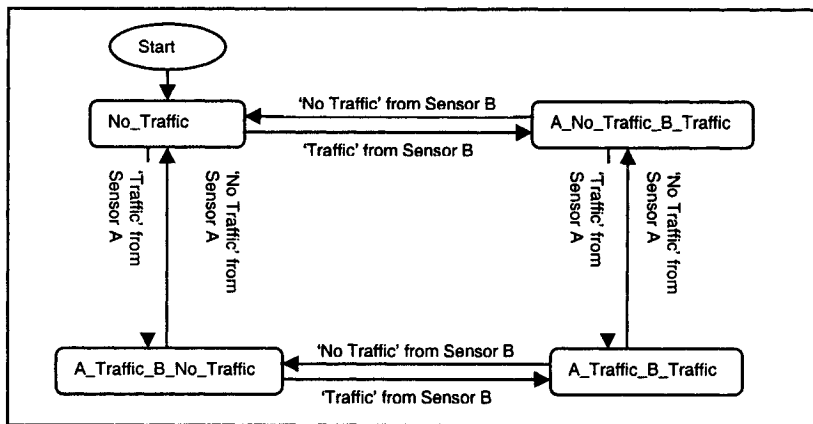 Start
'No Traffic' from Sensor B
No_Traffic
A_No_Traffic_B_Traffic
'Traffic' from Sensor B
'Traffic' from
Sensor A
'No Traffic' from
Sensor A
'Traffic' from
Sensor A
'No Traffic' from
Sensor A
'No Traffic' from Sensor B
A_Traffic_B_No_Traffic
A_Traffic_B_Traffic
'Traffic' from Sensor B